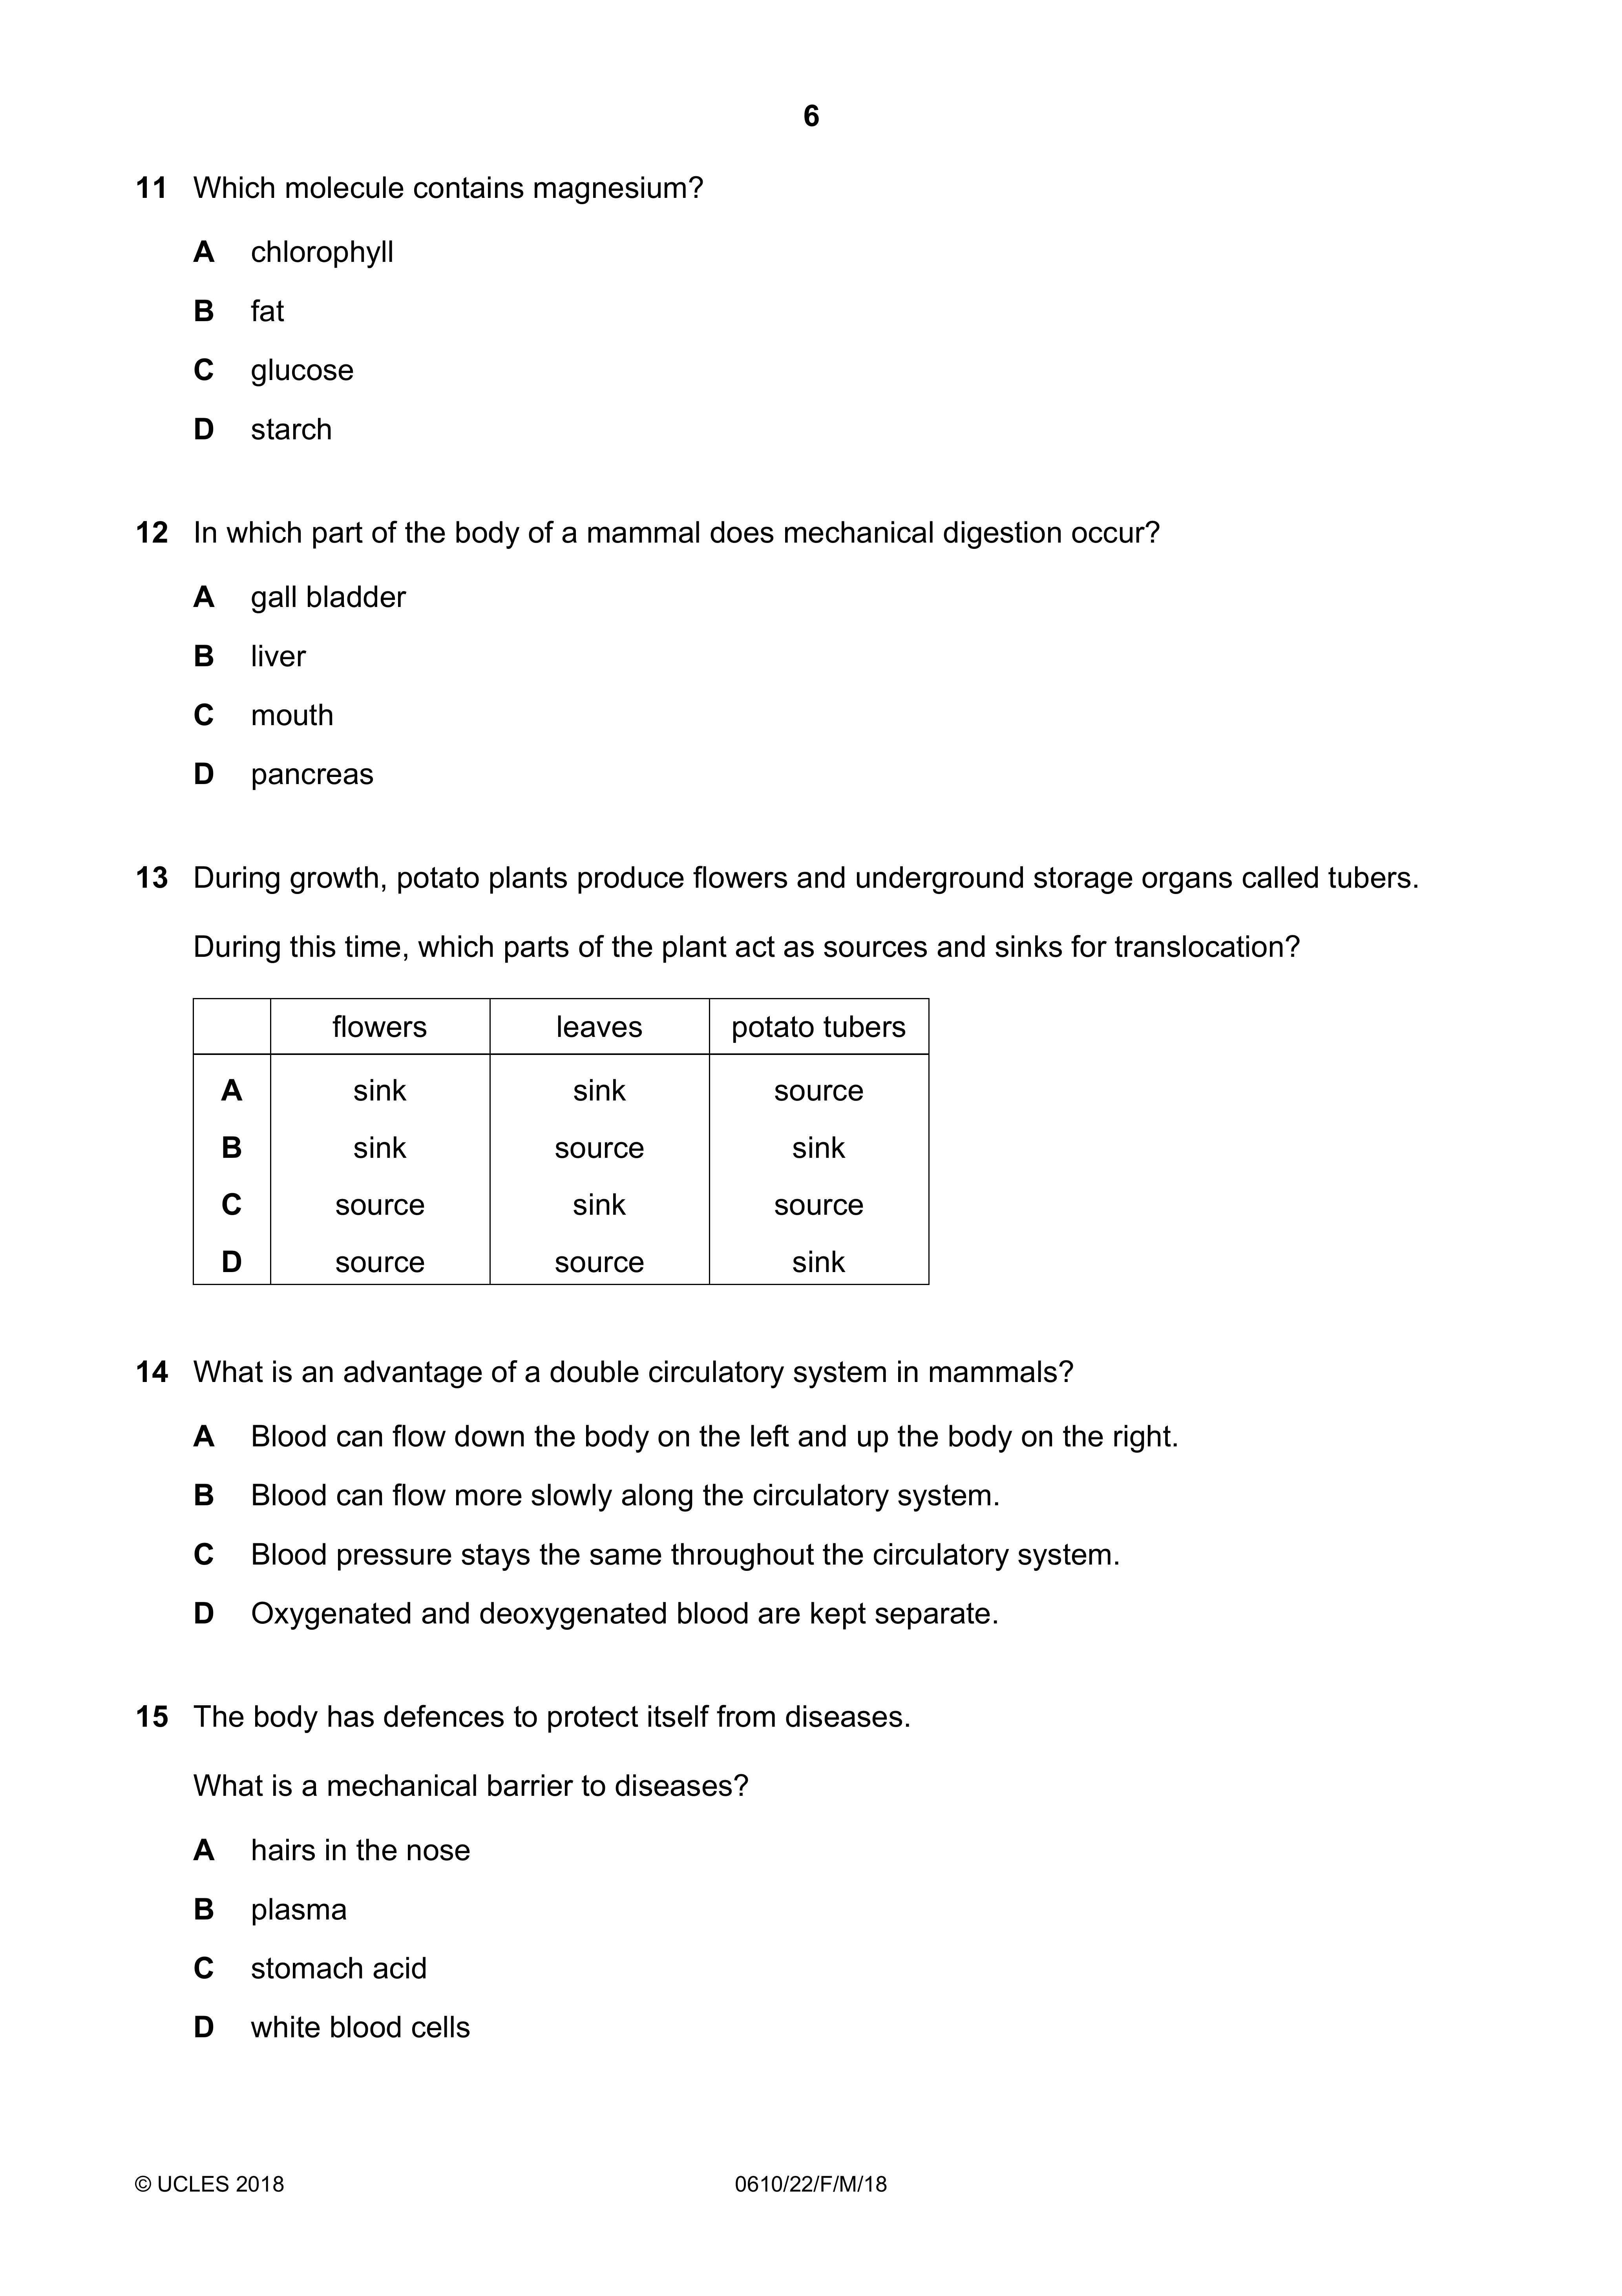 6
11 Which molecule contains magnesium?
A chlorophyll
B fat
C glucose
D starch
12 In which part of the body of a mammal does mechanical digestion occur?
A gall bladder
B liver
C mouth
D pancreas
13 During growth, potato plants produce flowers and underground storage organs called tubers.
During this time, which parts of the plant act as sources and sinks for translocation?
flowers leaves potato tubers
A sink sink source
B sink source sink
C source sink source
D source source sink
14 What is an advantage of a double circulatory system in mammals?
A Blood can flow down the body on the left and up the body on the right.
B Blood can flow more slowly along the circulatory system.
C Blood pressure stays the same throughout the circulatory system.
D Oxygenated and deoxygenated blood are kept separate.
15 The body has defences to protect itself from diseases.
What is a mechanical barrier to diseases?
A hairs in the nose
B plasma
C stomach acid
D white blood cells
© UCLES 2018 0610/22/F/M/18